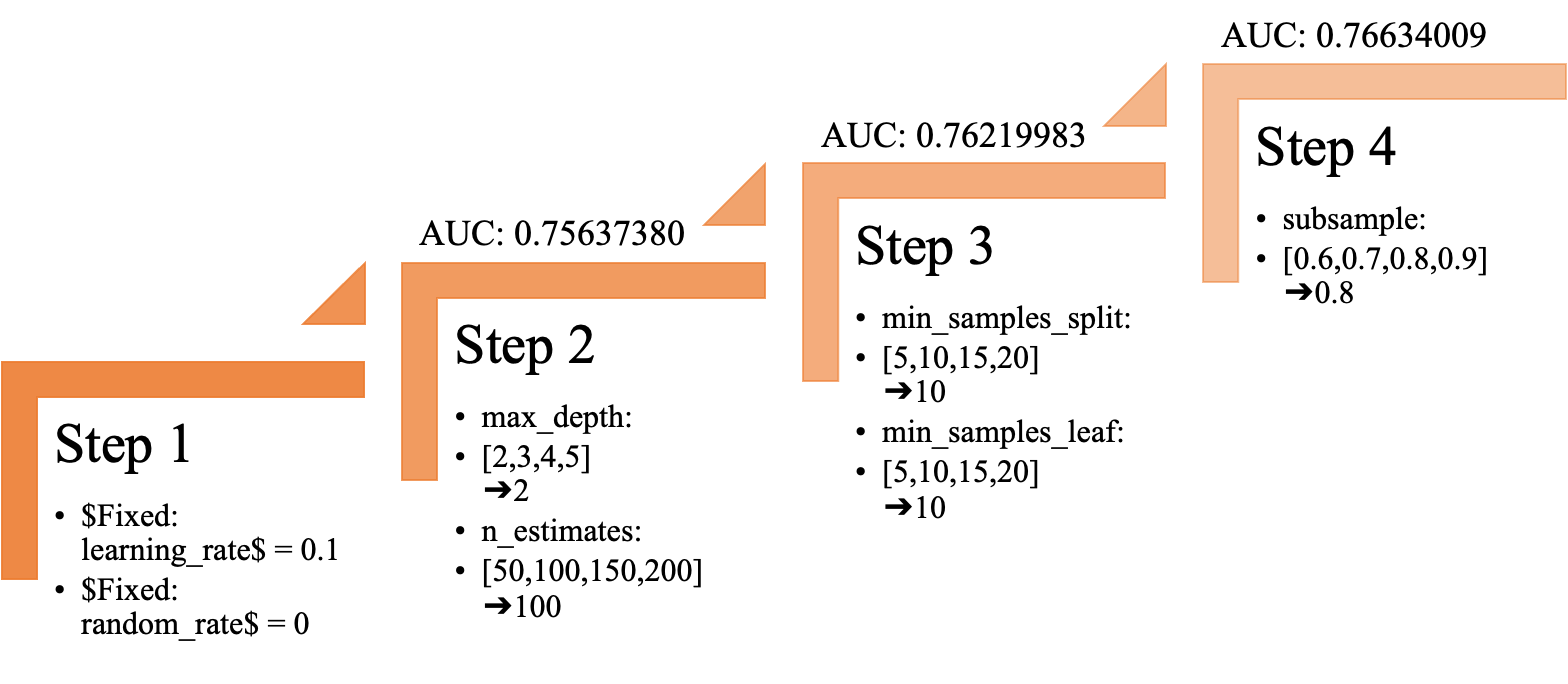 Step 1
• $Fixed:
learning_rate$ = 0.1
• $Fixed:
random_rate$ = 0
AUC: 0.75637380
Step 2
• max_depth:
• [2,3,4,5]
➔2
• n_estimates:
• [50,100,150,200]
➔100
AUC: 0.76219983
Step 3
• min_samples_split:
• [5,10,15,20]
➔10
• min_samples_leaf:
• [5,10,15,20]
➔10
AUC: 0.76634009
Step 4
• subsample:
• [0.6,0.7,0.8,0.9]
➔0.8